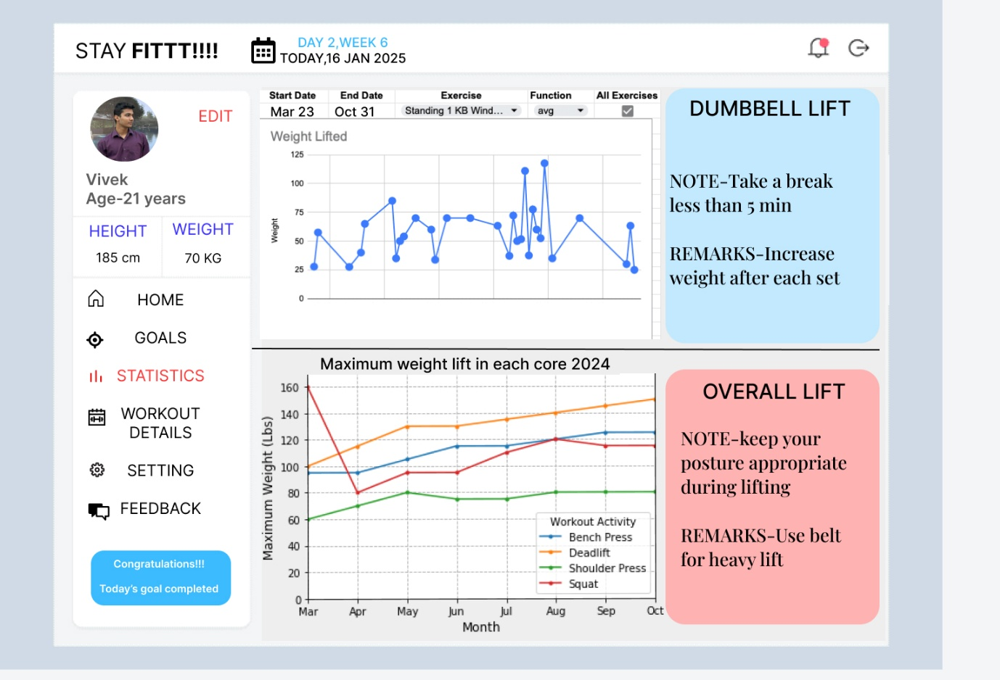 STAY FITTT!!!!
DAY 2,WEEK 6
TODAY,16 JAN 2025
EDIT
Vivek
Age-21 years
HEIGHT
185 cm
WEIGHT
70 KG
HOME
GOALS
STATISTICS
WORKOUT
DETAILS
SETTING
FEEDBACK
Congratulations!!!
Today's goal completed
Start Date End Date Exercise Function All Exercises
Mar 23 Oct 31 Standing 1 KB Wind... avg
Weight Lifted
Weight
125
100
75
50
25
0
DUMBBELL LIFT
NOTE-Take a break
less than 5 min
REMARKS-Increase
weight after each set
Maximum weight lift in each core 2024
Maximum Weight (Lbs)
160
140
120
100
80
60
40
20
0
Workout Activity
Bench Press
Deadlift
Shoulder Press
Squat
Mar Apr May Jun Jul Aug Sep Oct
Month
OVERALL LIFT
NOTE-keep your
posture appropriate
during lifting
REMARKS-Use belt
for heavy lift